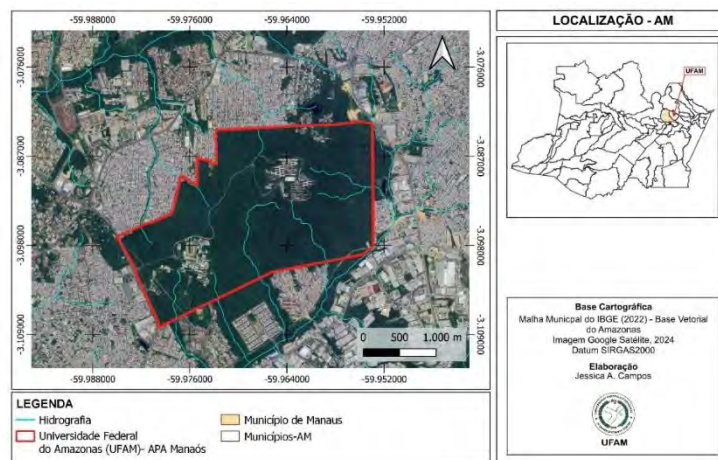 -59.988000 -59.976000 -59.964000 -59.952000
-3.076000 -3.076000
-3.087000 -3.087000
-3.098000 -3.098000
-3.109000 -3.109000
0 500 1.000 m
-59.988000 -59.976000 -59.964000 -59.952000
LEGENDA
Hidrografia
Universidade Federal
do Amazonas (UFAM)- APA Manaós
Município de Manaus
Municípios-AM
LOCALIZAÇÃO - AM
UFAM
Base Cartográfica
Malha Municpal do IBGE (2022) - Base Vetorial
do Amazonas
Imagem Google Satélite, 2024
Datum SIRGAS2000
Elaboração
Jessica A. Campos
UFAM